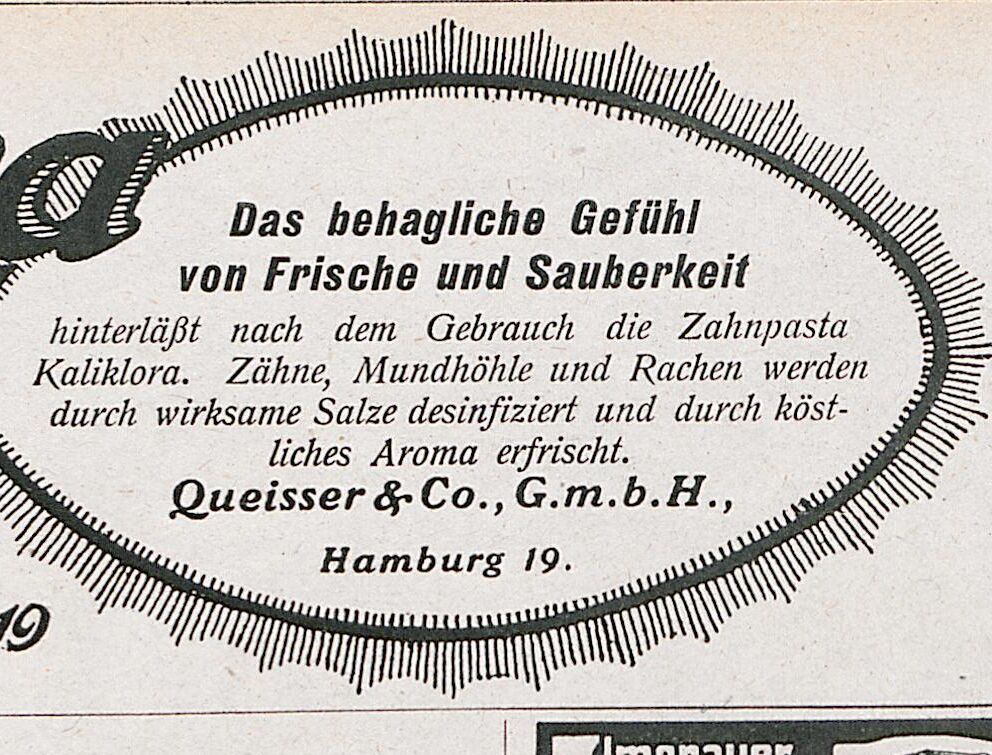 Das behagliche Gefühl
von Frische und Sauberkeit
hinterläßt nach dem Gebrauch die Zahnpasta
Kaliklora. Zähne, Mundhöhle und Rachen werden
durch wirksame Salze desinfiziert und durch köst-
liches Aroma erfrischt.
Queisser & Co., G.m.b.H.,
Hamburg 19.
19